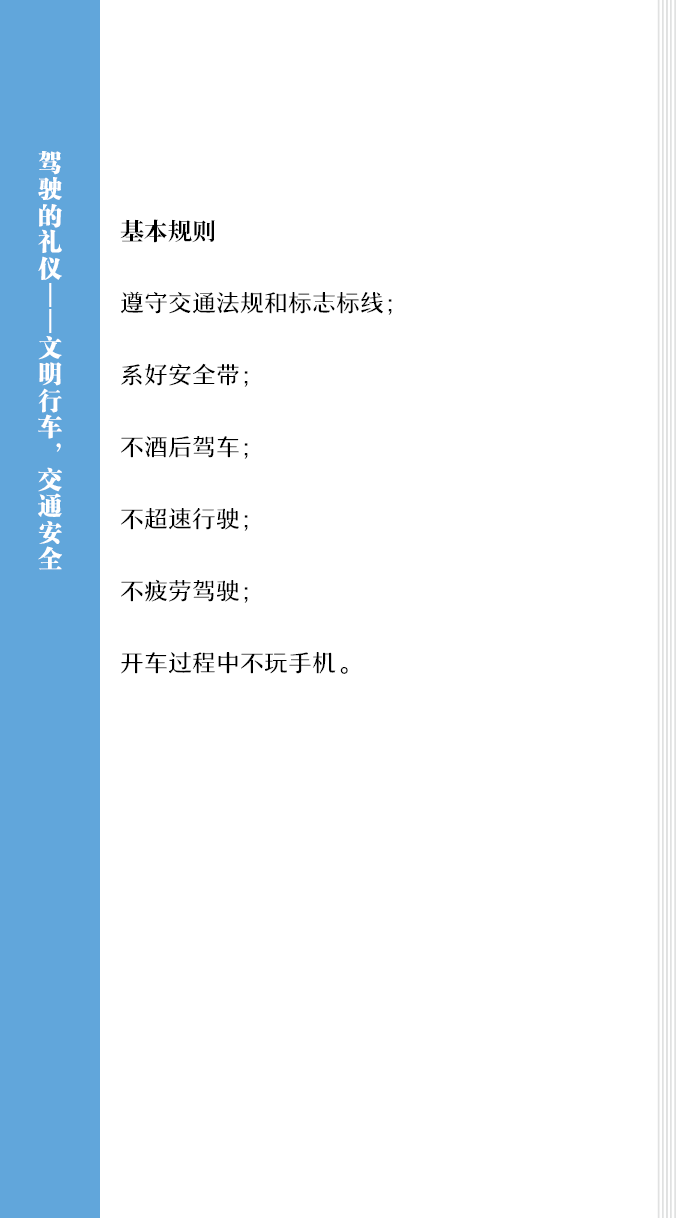 驾驶的礼仪——文明行车，交通安全
基本规则
遵守交通法规和标志标线；
系好安全带；
不酒后驾车；
不超速行驶；
不疲劳驾驶；
开车过程中不玩手机。